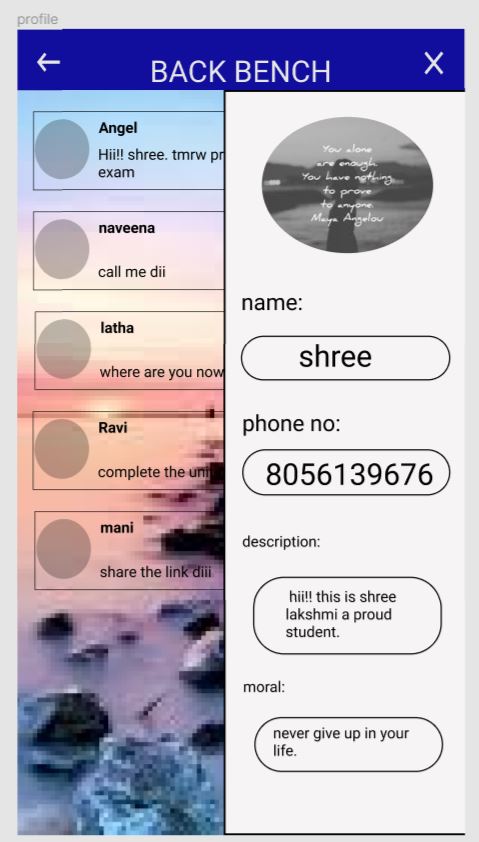 profile
BACK BENCH
Angel
Hii!! shree. tmrw pr
exam
naveena
call me dii
latha
where are you now
Ravi
complete the uni
mani
share the link diii
You alone
are enough.
You have nothing
to prove
to anyone.
Maya Angelou
name:
shree
phone no:
8056139676
description:
hii!! this is shree
lakshmi a proud
student.
moral:
never give up in your
life.